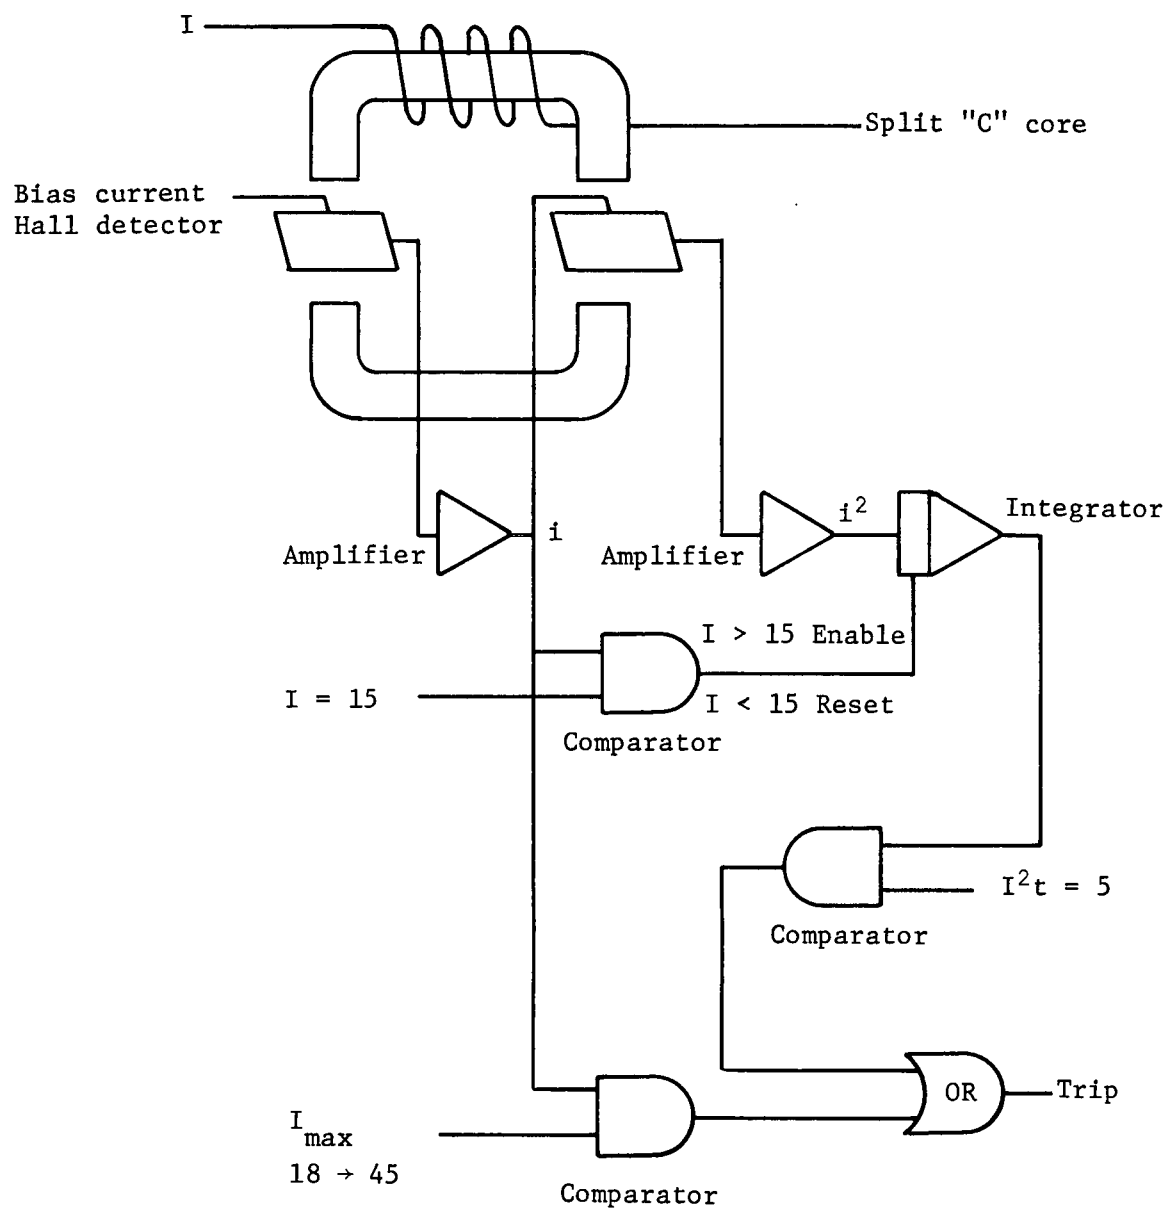 I
Split "C" core
Bias current
Hall detector
i
i²
Integrator
Amplifier
Amplifier
I > 15 Enable
I = 15
I < 15 Reset
Comparator
I²t = 5
Comparator
OR
Trip
I_max
18 → 45
Comparator